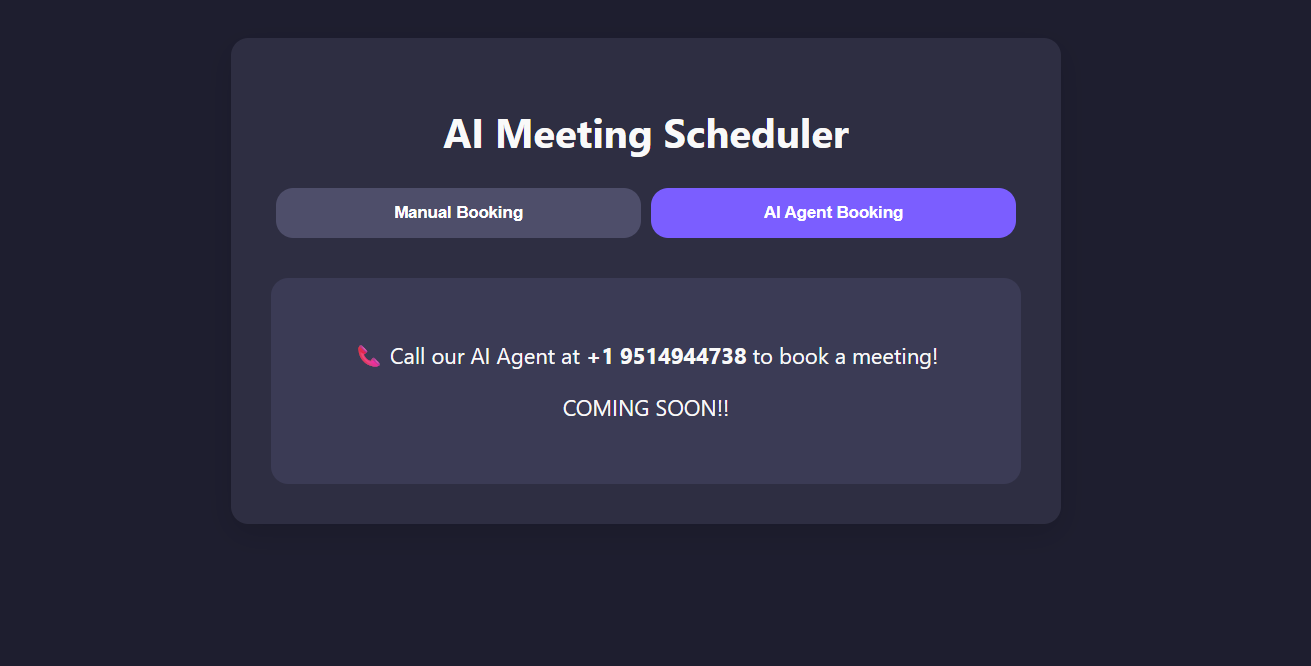 AI Meeting Scheduler
Manual Booking
AI Agent Booking
📞 Call our AI Agent at +1 9514944738 to book a meeting!
COMING SOON!!